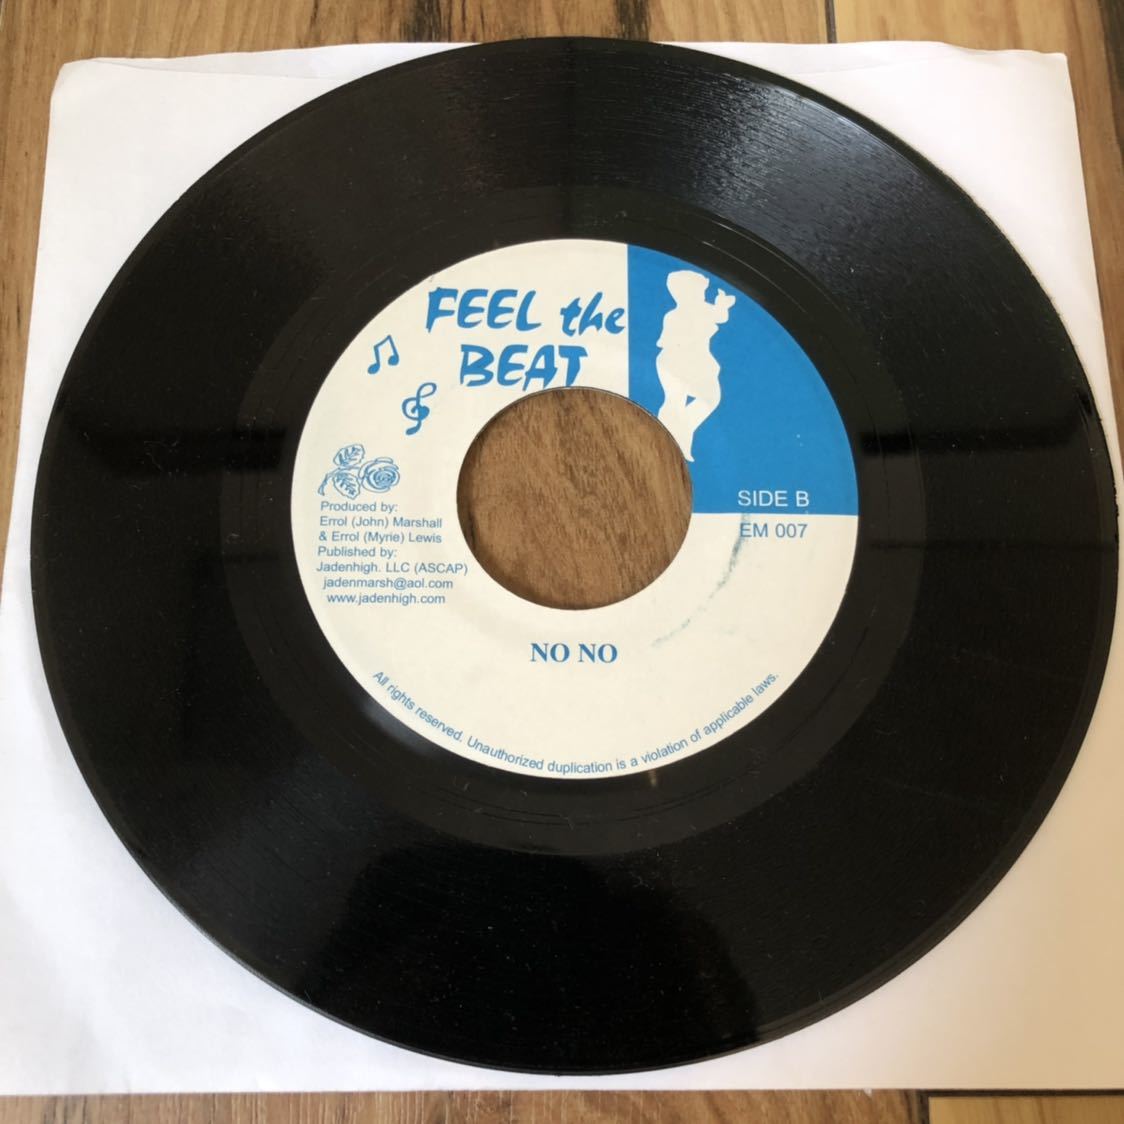 FEEL the
BEAT
SIDE B
EM 007
Produced by:
Errol (John) Marshall
& Errol (Myrie) Lewis
Published by:
Jadenhigh. LLC (ASCAP)
jadenmarsh@aol.com
www.jadenhigh.com
NO NO
All rights reserved. Unauthorized duplication is a violation of applicable laws.